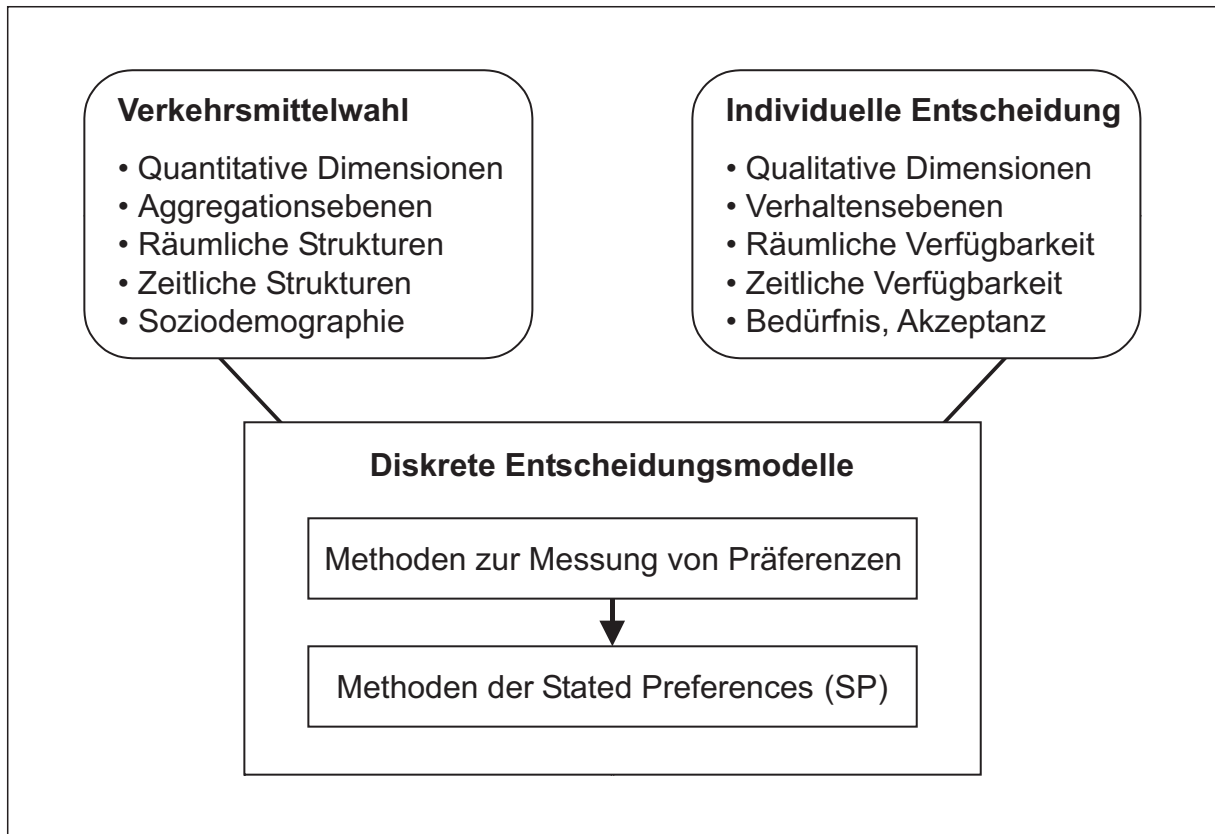 Verkehrsmittelwahl
• Quantitative Dimensionen
• Aggregationsebenen
• Räumliche Strukturen
• Zeitliche Strukturen
• Soziodemographie
Individuelle Entscheidung
• Qualitative Dimensionen
• Verhaltensebenen
• Räumliche Verfügbarkeit
• Zeitliche Verfügbarkeit
• Bedürfnis, Akzeptanz
Diskrete Entscheidungsmodelle
Methoden zur Messung von Präferenzen
Methoden der Stated Preferences (SP)